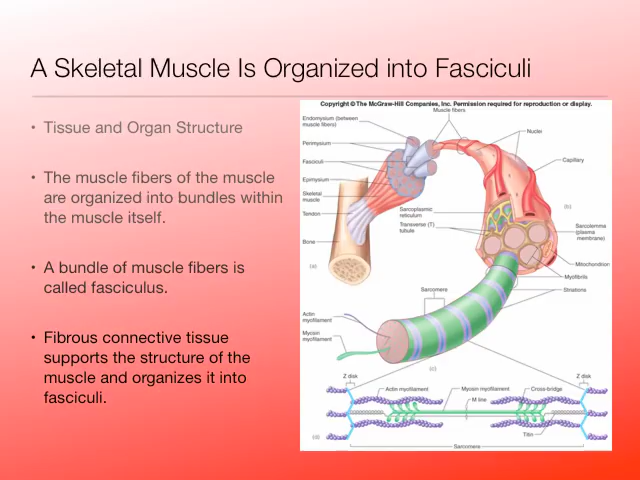 A Skeletal Muscle Is Organized into Fasciculi
• Tissue and Organ Structure
• The muscle fibers of the muscle
are organized into bundles within
the muscle itself.
• A bundle of muscle fibers is
called fasciculus.
• Fibrous connective tissue
supports the structure of the
muscle and organizes it into
fasciculi.
Copyright © The McGraw-Hill Companies, Inc. Permission required for reproduction or display.
Muscle fibers
Endomysium (between
muscle fibers)
Perimysium
Fasciculi
Epimysium
Skeletal
muscle
Tendon
Bone
(a)
Nuclei
Capillary
(b)
Sarcoplasmic
reticulum
Transverse (T)
tubule
Sarcolemma
(plasma
membrane)
Mitochondrion
Myofibrils
Striations
Sarcomere
Actin
myofilament
Myosin
myofilament
(c)
Z disk
Actin myofilament
Myosin myofilament
Cross-bridge
Z disk
M line
Titin
(d)
Sarcomere